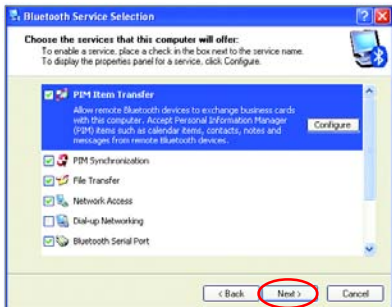 Bluetooth Service Selection
Choose the services that this computer will offer:
To enable a service, place a check in the box next to the service name.
To display the properties panel for a service, click Configure.
PIM Item Transfer
Allow remote Bluetooth devices to exchange business cards
with this computer. Accept Personal Information Manager
(PIM) items such as calendar items, contacts, notes and
messages from remote Bluetooth devices.
Configure
PIM Synchronization
File Transfer
Network Access
Dial-up Networking
Bluetooth Serial Port
< Back
Next >
Cancel